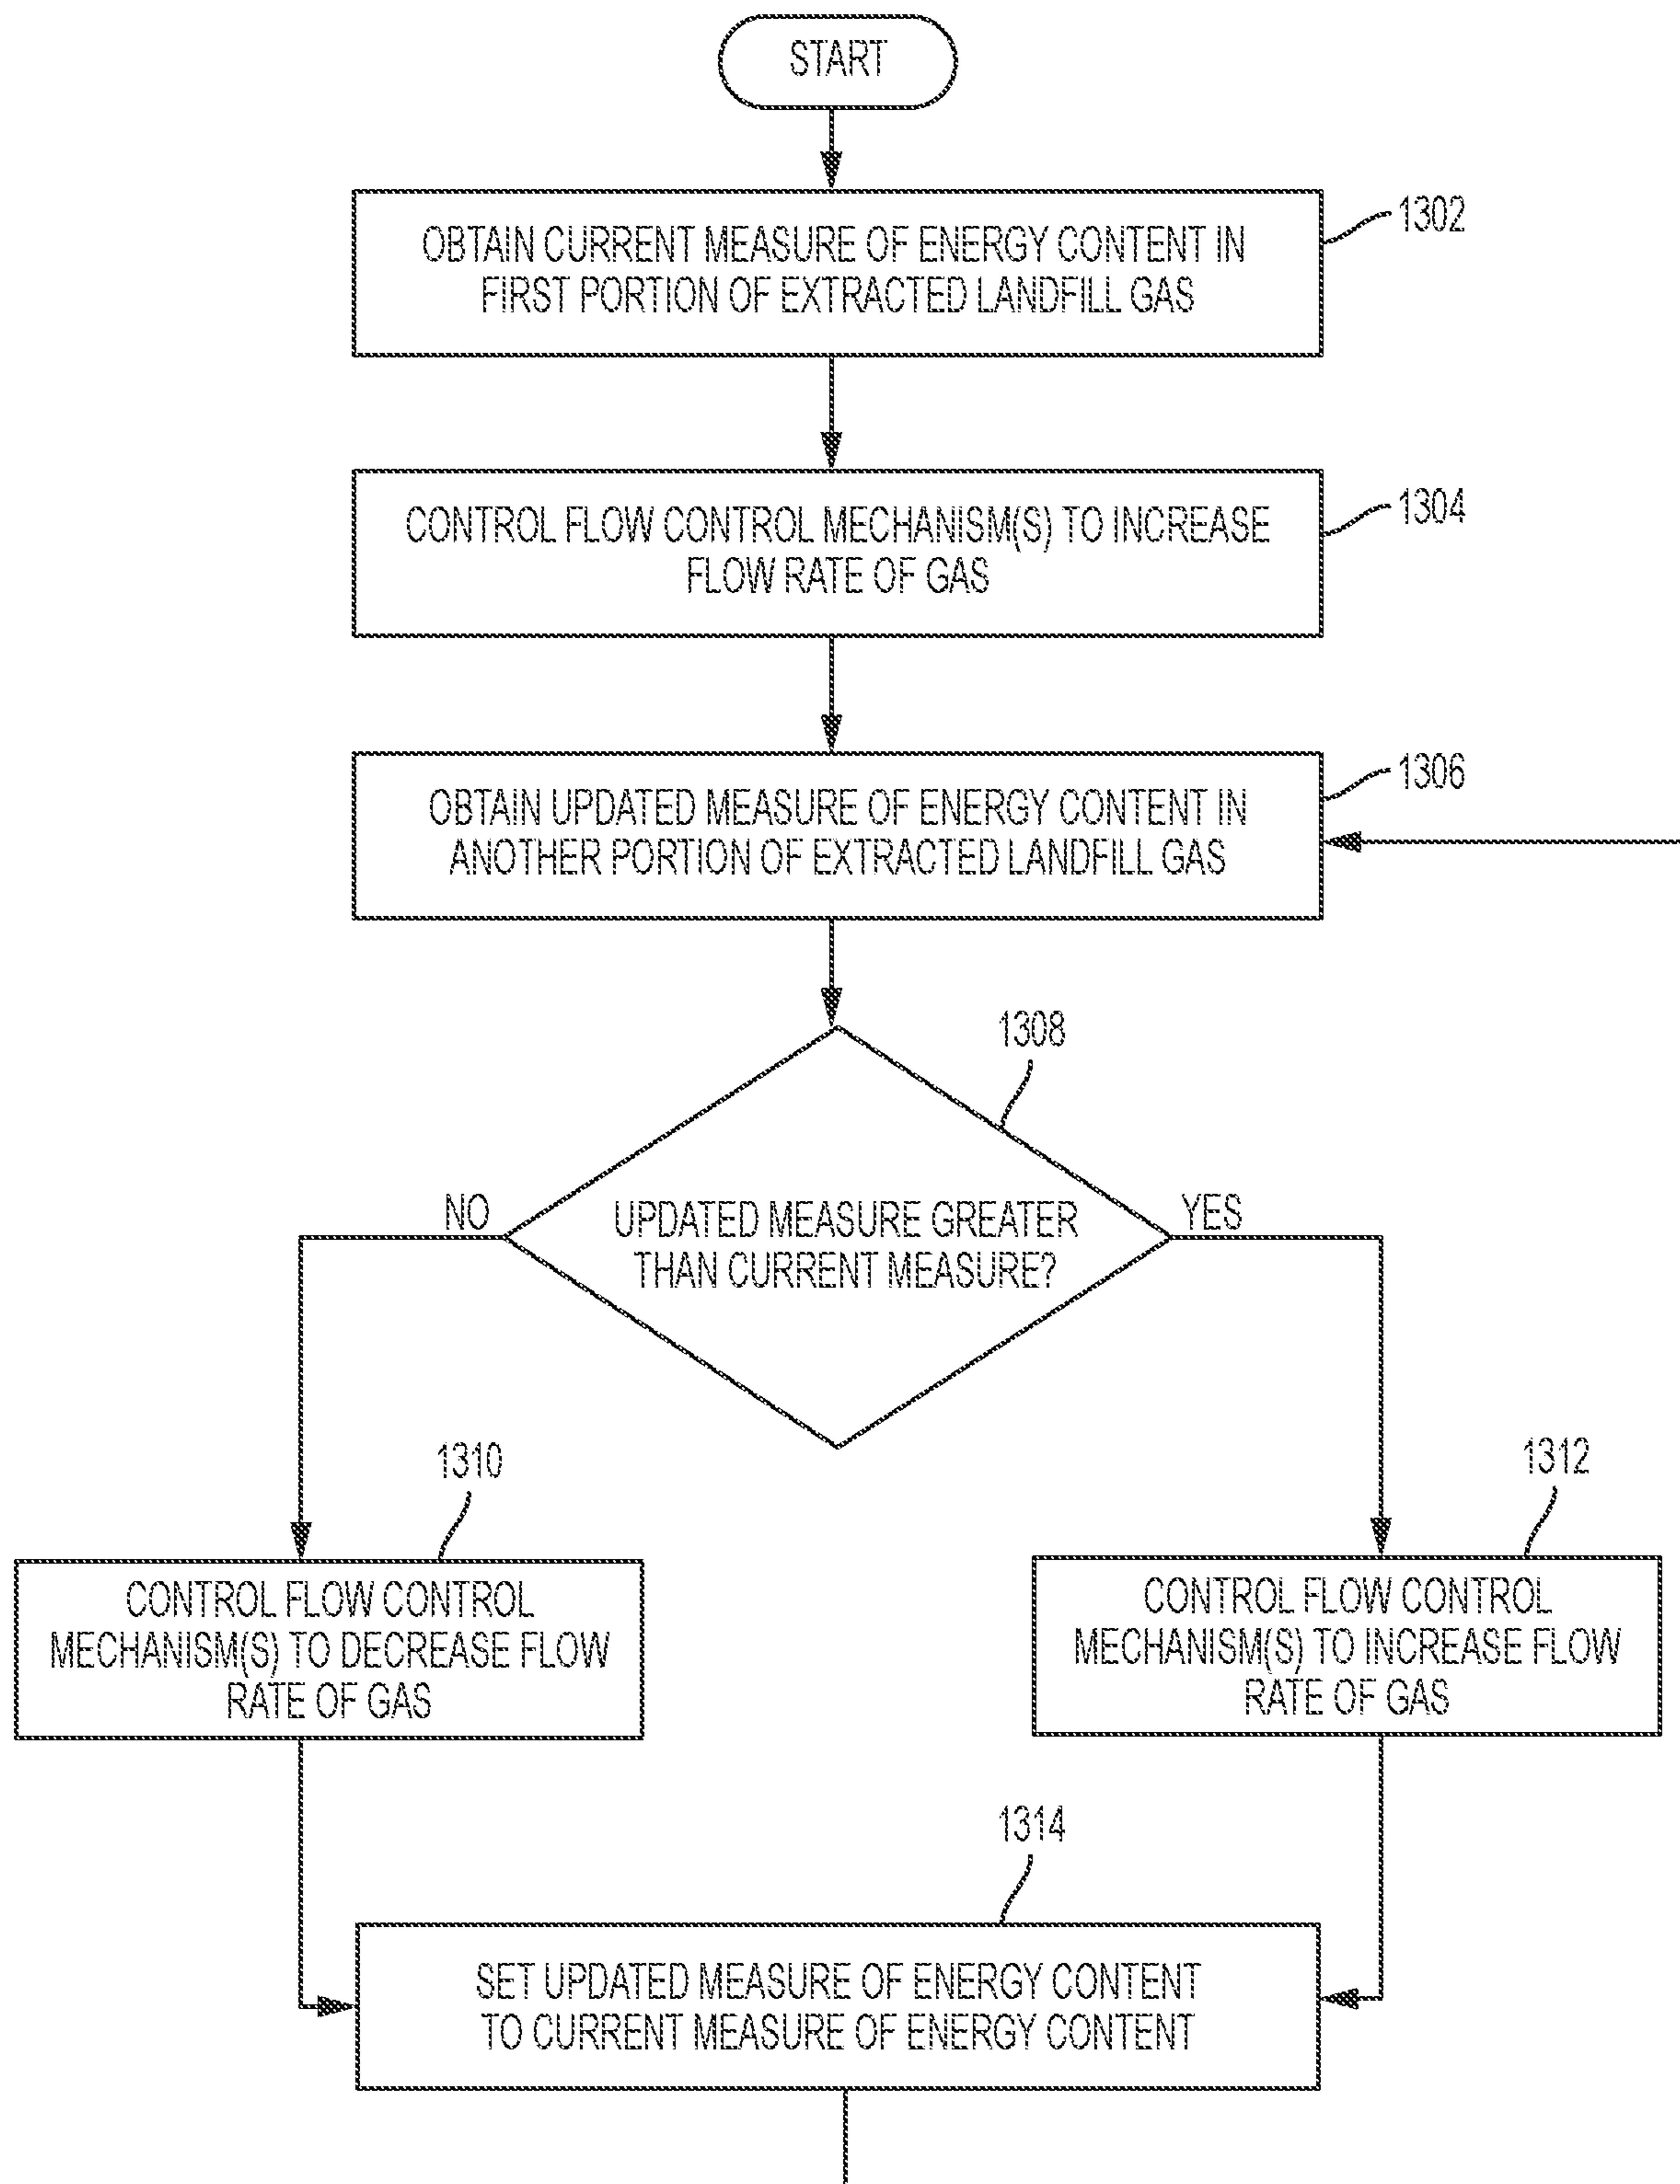 START
1302
OBTAIN CURRENT MEASURE OF ENERGY CONTENT IN
FIRST PORTION OF EXTRACTED LANDFILL GAS
1304
CONTROL FLOW CONTROL MECHANISM(S) TO INCREASE
FLOW RATE OF GAS
1306
OBTAIN UPDATED MEASURE OF ENERGY CONTENT IN
ANOTHER PORTION OF EXTRACTED LANDFILL GAS
1308
NO
UPDATED MEASURE GREATER
THAN CURRENT MEASURE?
YES
1310
CONTROL FLOW CONTROL
MECHANISM(S) TO DECREASE FLOW
RATE OF GAS
1312
CONTROL FLOW CONTROL
MECHANISM(S) TO INCREASE FLOW
RATE OF GAS
1314
SET UPDATED MEASURE OF ENERGY CONTENT
TO CURRENT MEASURE OF ENERGY CONTENT